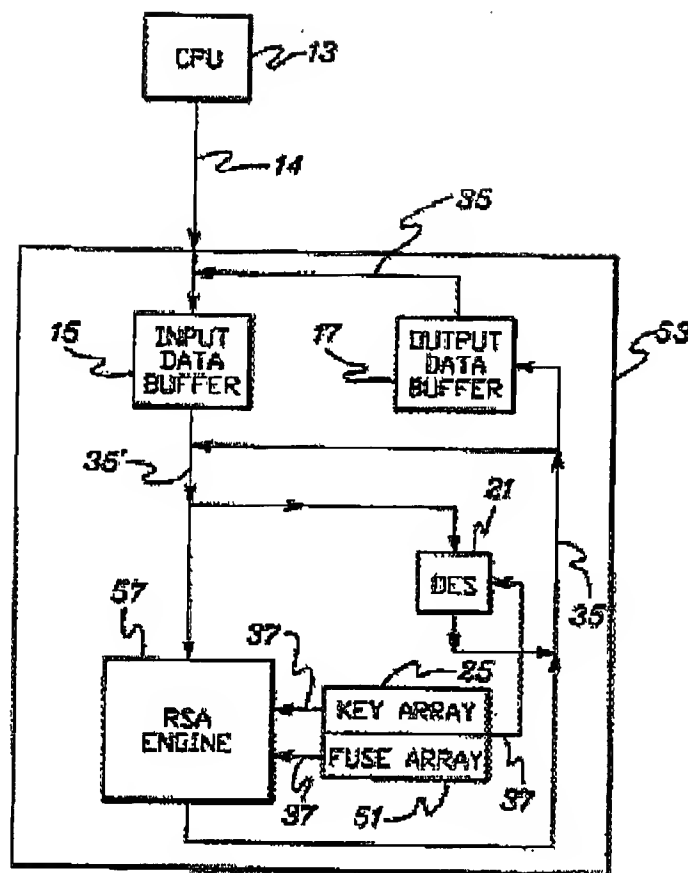 CPU
13
14
35
15
INPUT
DATA
BUFFER
17
OUTPUT
DATA
BUFFER
53
35'
21
DES
35
57
37
25
RSA
ENGINE
KEY ARRAY
FUSE ARRAY
37
51
37